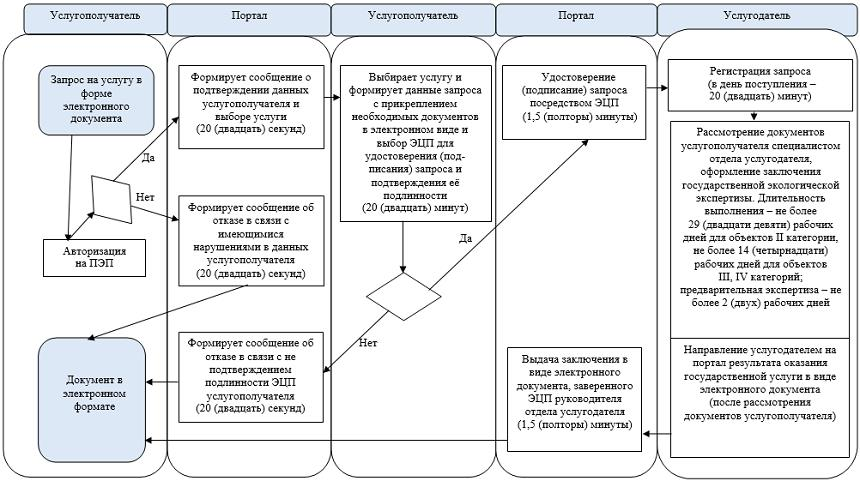 Услугополучатель
Портал
Услугополучатель
Портал
Услугодатель
Запрос на услугу в
форме
электронного
документа
Да
Нет
Авторизация
на ПЭП
Документ в
электронном
формате
Формирует сообщение о
подтверждении данных
услугополучателя и
выборе услуги
(20 (двадцать) секунд)
Формирует сообщение об
отказе в связи с
имеющимися
нарушениями в данных
услугополучателя
(20 (двадцать) секунд)
Формирует сообщение об
отказе в связи с не
подтверждением
подлинности ЭЦП
услугополучателя
(20 (двадцать) секунд)
Выбирает услугу и
формирует данные запроса
с прикреплением
необходимых документов
в электронном виде и
выбор ЭЦП для
удостоверения (под-
писания) запроса и
подтверждения её
подлинности
(20 (двадцать) минут)
Да
Нет
Удостоверение
(подписание) запроса
посредством ЭЦП
(1,5 (полторы) минуты)
Выдача заключения в
виде электронного
документа, заверенного
ЭЦП руководителя
отдела услугодателя
(1,5 (полторы) минуты)
Регистрация запроса
(в день поступления –
20 (двадцать) минут)
Рассмотрение документов
услугополучателя специалистом
отдела услугодателя,
оформление заключения
государственной экологической
экспертизы. Длительность
выполнения – не более
29 (двадцати девяти) рабочих
дней для объектов II категории,
не более 14 (четырнадцати)
рабочих дней для объектов
III, IV категорий;
предварительная экспертиза – не
более 2 (двух) рабочих дней
Направление услугодателем на
портал результата оказания
государственной услуги в виде
электронного документа
(после рассмотрения
документов услугополучателя)